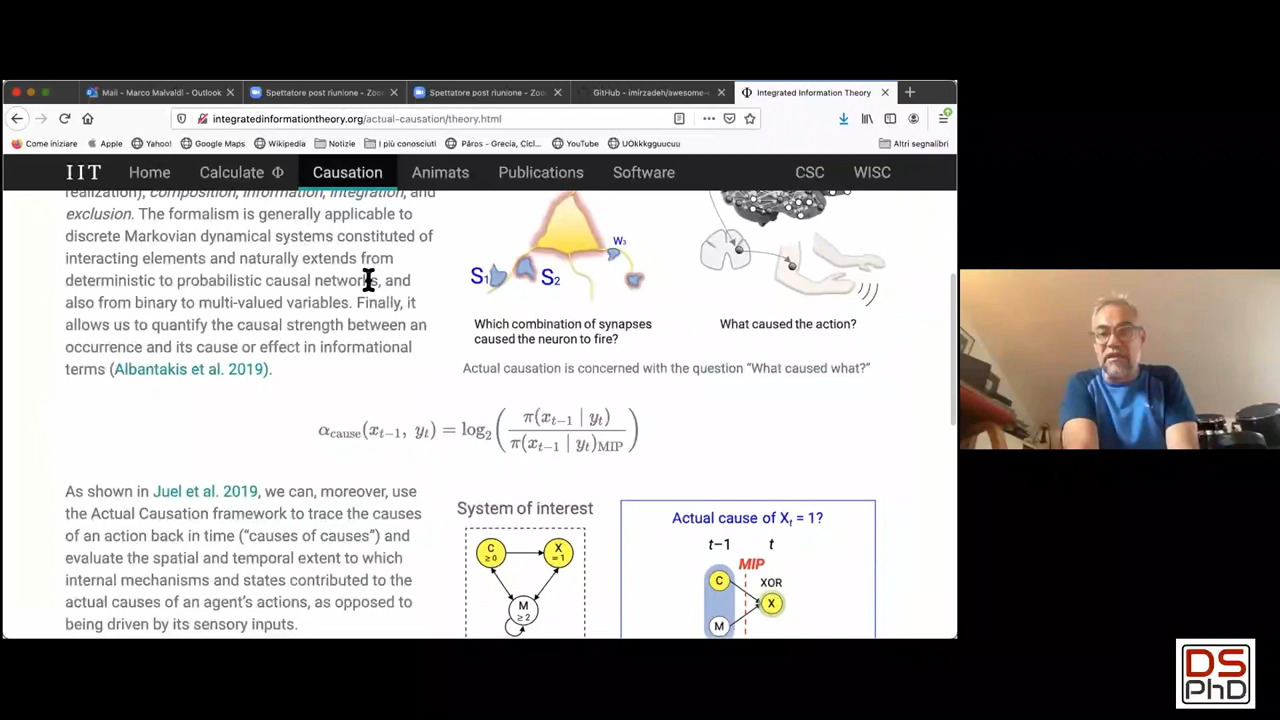 Mail - Marco Malvaldi - Outlook
Spettatore post riunione - Zoo
Spettatore post riunione - Zoo
GitHub - imirzadeh/awesome-c
Integrated Information Theory
integratedinformationtheory.org/actual-causation/theory.html
Come iniziare
Apple
Yahoo!
Google Maps
Wikipedia
Notizie
I più conosciuti
Páros - Grecia, Cicl...
YouTube
UOkkkgguucuu
Altri segnalibri
IIT
Home
Calculate Φ
Causation
Animats
Publications
Software
CSC
WISC
realization), composition, information, integration, and
exclusion. The formalism is generally applicable to
discrete Markovian dynamical systems constituted of
interacting elements and naturally extends from
deterministic to probabilistic causal networks, and
also from binary to multi-valued variables. Finally, it
allows us to quantify the causal strength between an
occurrence and its cause or effect in informational
terms (Albantakis et al. 2019).
W3
S1
S2
Which combination of synapses
caused the neuron to fire?
What caused the action?
Actual causation is concerned with the question “What caused what?”
αcause(xt−1, yt) = log2(π(xt−1 | yt) / π(xt−1 | yt)MIP)
As shown in Juel et al. 2019, we can, moreover, use
the Actual Causation framework to trace the causes
of an action back in time (“causes of causes”) and
evaluate the spatial and temporal extent to which
internal mechanisms and states contributed to the
actual causes of an agent's actions, as opposed to
being driven by its sensory inputs.
System of interest
C
≥0
X
=1
M
≥2
Actual cause of Xt = 1?
t−1
t
MIP
XOR
C
X
M
DS
PhD